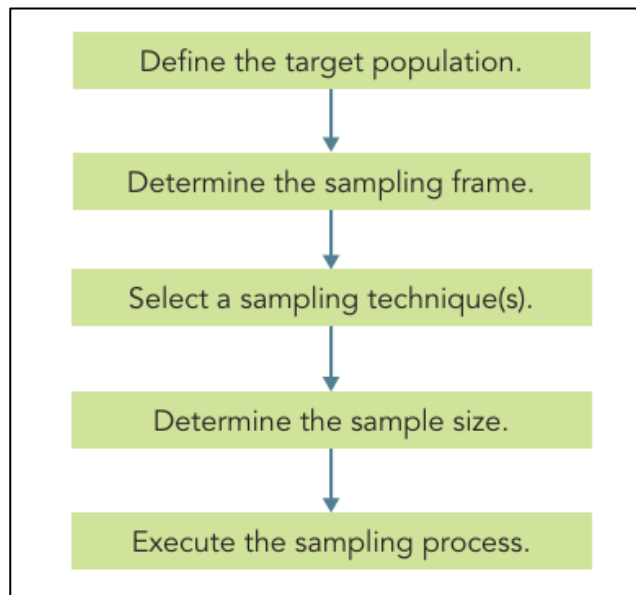 Define the target population.
Determine the sampling frame.
Select a sampling technique(s).
Determine the sample size.
Execute the sampling process.